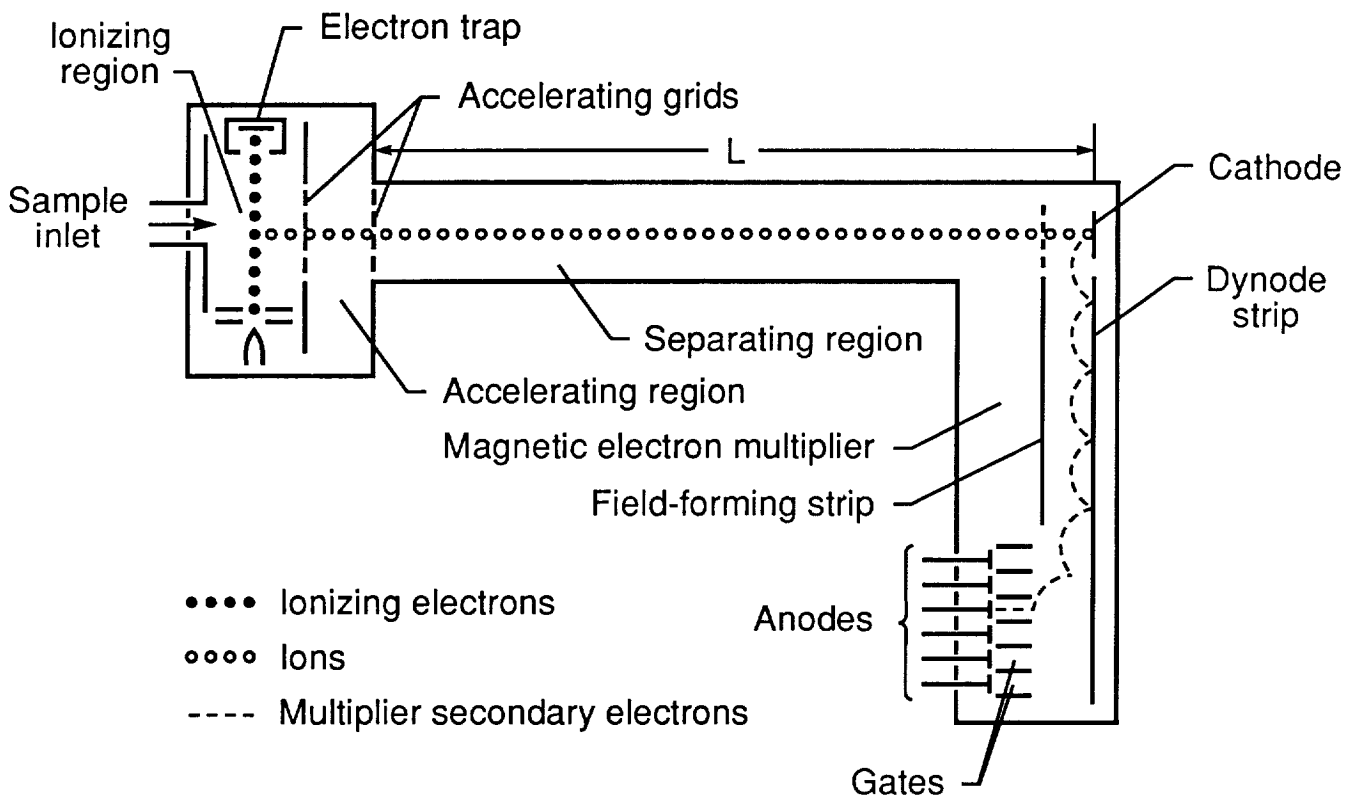 Ionizing
region
Electron trap
Accelerating grids
L
Cathode
Sample
inlet
Dynode
strip
Separating region
Accelerating region
Magnetic electron multiplier
Field-forming strip
Ionizing electrons
Anodes
Ions
Multiplier secondary electrons
Gates